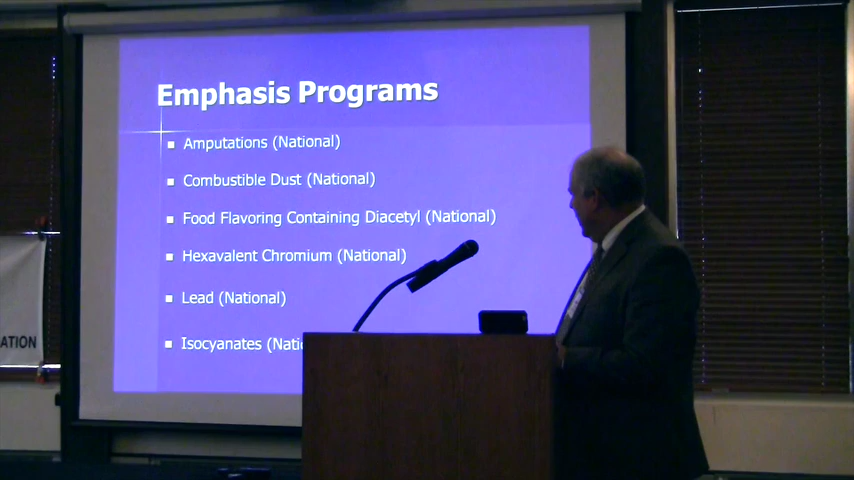 Emphasis Programs
Amputations (National)
Combustible Dust (National)
Food Flavoring Containing Diacetyl (National)
Hexavalent Chromium (National)
Lead (National)
Isocyanates (Natio
ATION